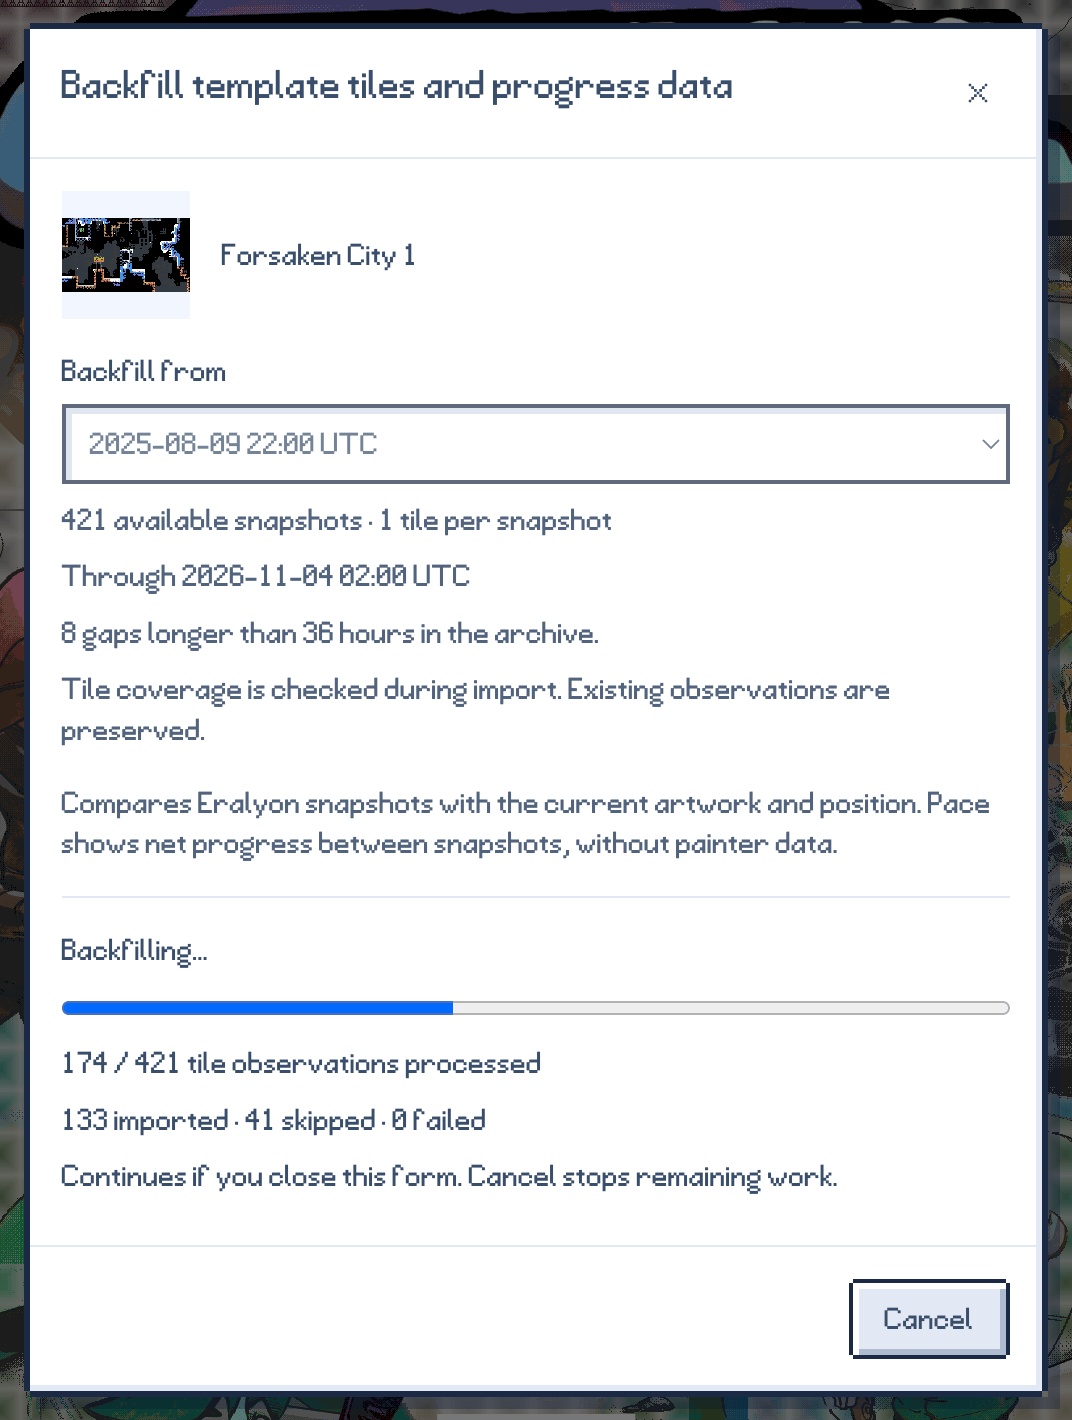 Backfill template tiles and progress data
Forsaken City 1
Backfill from
2025-08-09 22:00 UTC
421 available snapshots · 1 tile per snapshot
Through 2026-11-04 02:00 UTC
8 gaps longer than 36 hours in the archive.
Tile coverage is checked during import. Existing observations are
preserved.
Compares Eralyon snapshots with the current artwork and position. Pace
shows net progress between snapshots, without painter data.
Backfilling...
174 / 421 tile observations processed
133 imported · 41 skipped · 0 failed
Continues if you close this form. Cancel stops remaining work.
Cancel